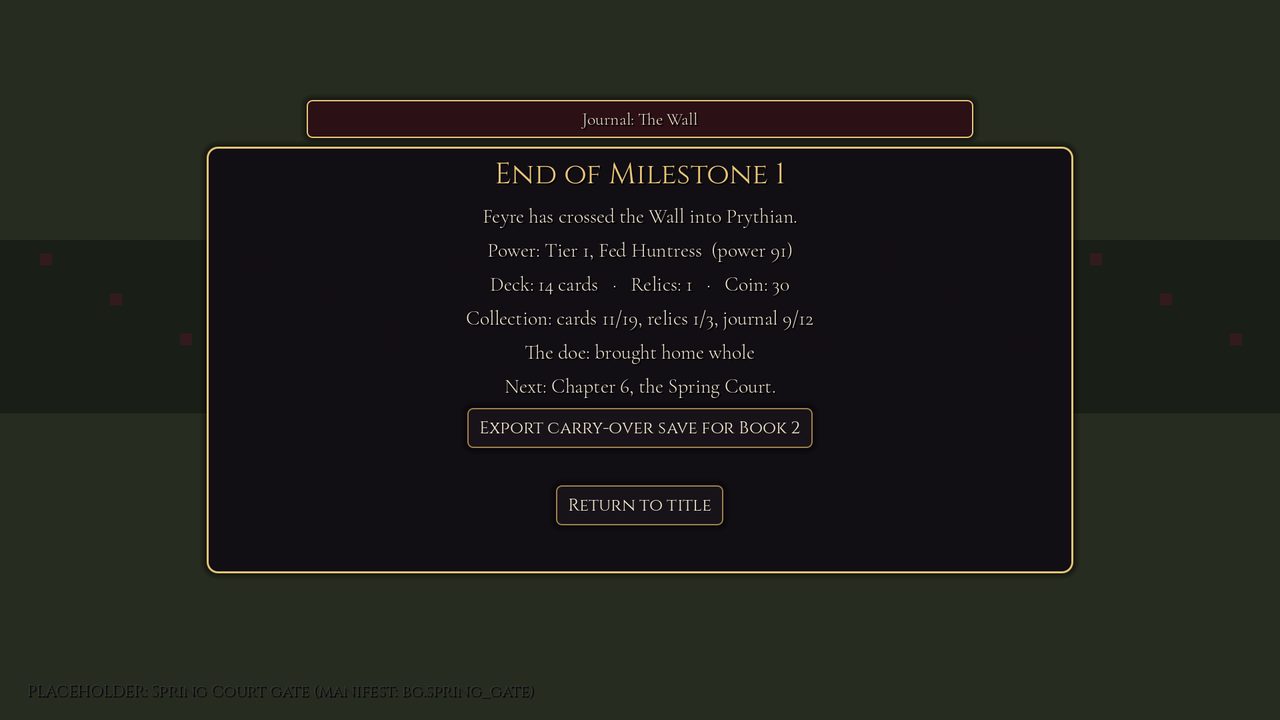 Journal: The Wall
End of Milestone 1
Feyre has crossed the Wall into Prythian.
Power: Tier 1, Fed Huntress (power 91)
Deck: 14 cards · Relics: 1 · Coin: 30
Collection: cards 11/19, relics 1/3, journal 9/12
The doe: brought home whole
Next: Chapter 6, the Spring Court.
Export carry-over save for Book 2
Return to title
PLACEHOLDER: Spring Court gate (manifest: bg.spring_gate)